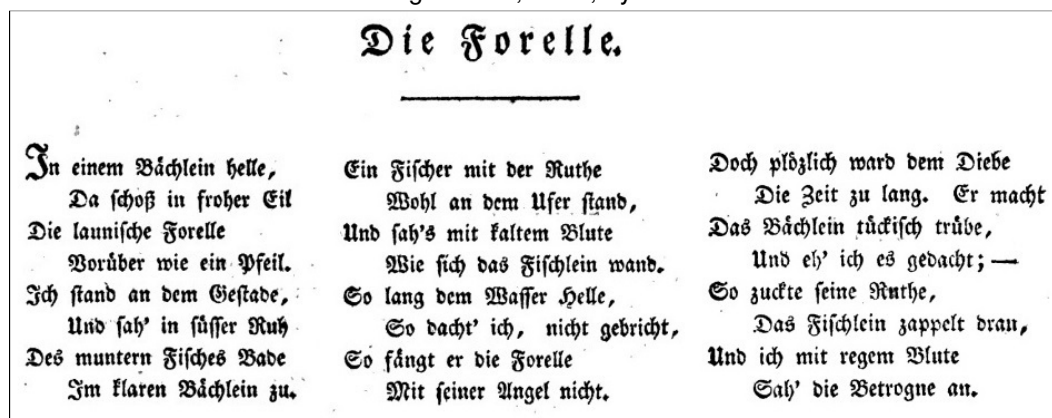 Die Forelle.
In einem Bächlein helle,
Da schoß in froher Eil
Die launische Forelle
Vorüber wie ein Pfeil.
Ich stand an dem Gestade,
Und sah' in süsser Ruh
Des muntern Fisches Bade
Im klaren Bächlein zu.
Ein Fischer mit der Ruthe
Wohl an dem Ufer stand,
Und sah's mit kaltem Blute
Wie sich das Fischlein wand.
So lang dem Wasser Helle,
So dacht' ich, nicht gebricht,
So fängt er die Forelle
Mit seiner Angel nicht.
Doch plözlich ward dem Diebe
Die Zeit zu lang. Er macht
Das Bächlein tückisch trübe,
Und eh' ich es gedacht; —
So zuckte seine Ruthe,
Das Fischlein zappelt dran,
Und ich mit regem Blute
Sah' die Betrogne an.